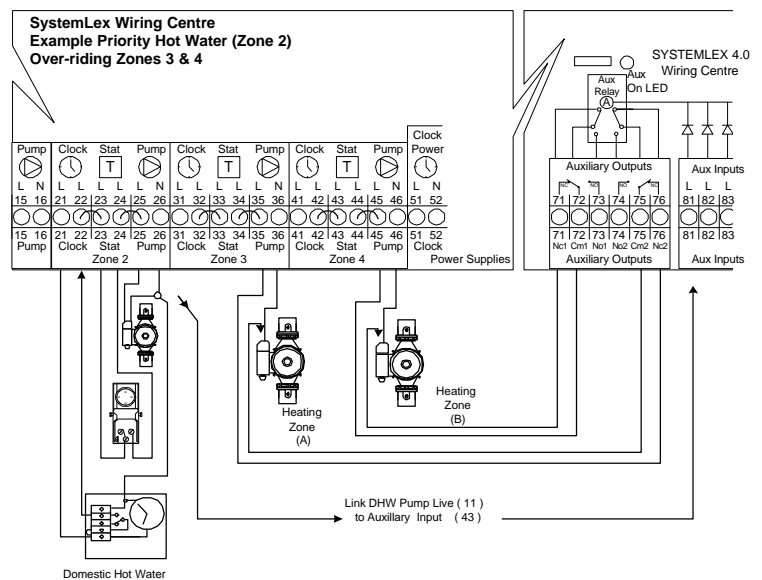 SystemLex Wiring Centre
Example Priority Hot Water (Zone 2)
Over-riding Zones 3 & 4
SYSTEMLEX 4.0
Wiring Centre
Aux
On LED
Aux
Relay
A
Clock
Power
Pump Clock Stat Pump Clock Stat Pump Clock Stat Pump
T T T
L N L L L L L N L L L L L N L L L L L N L N
15 16 21 22 23 24 25 26 31 32 33 34 35 36 41 42 43 44 45 46 51 52
15 16 21 22 23 24 25 26 31 32 33 34 35 36 41 42 43 44 45 46 51 52
Pump Clock Stat Pump Clock Stat Pump Clock Stat Pump Clock
Zone 2 Zone 3 Zone 4 Power Supplies
Auxiliary Outputs
NC NO NO NC
71 72 73 74 75 76
71 72 73 74 75 76
Nc1 Cm1 No1 No2 Cm2 Nc2
Auxiliary Outputs
Aux Inputs
L L L
81 82 83
81 82 83
Aux Inputs
Heating
Zone
(A)
Heating
Zone
(B)
Link DHW Pump Live ( 11 )
to Auxillary Input ( 43 )
Domestic Hot Water